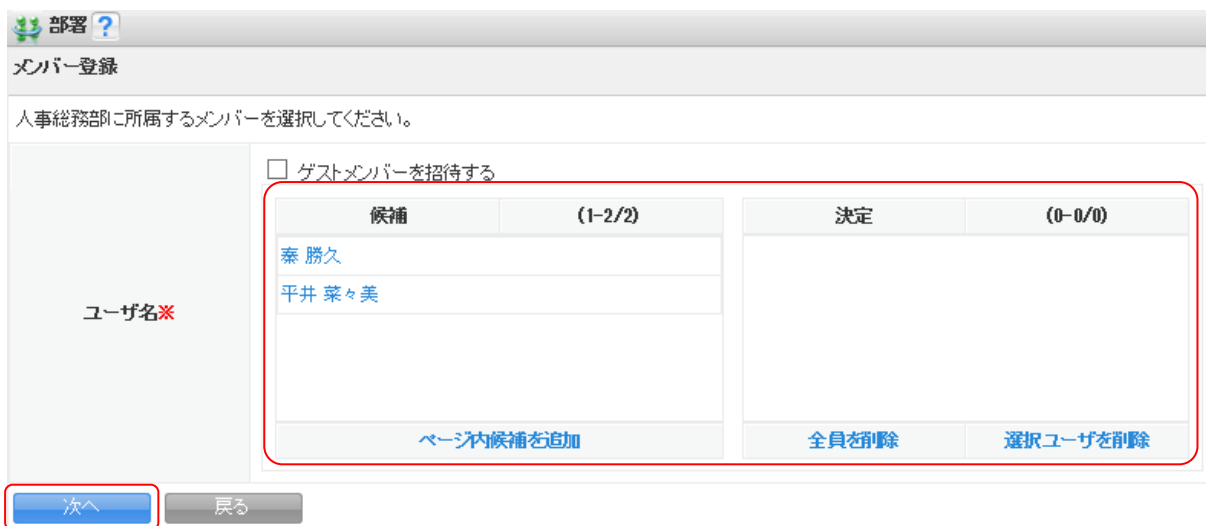 部署 ?
メンバー登録
人事総務部に所属するメンバーを選択してください。
ゲストメンバーを招待する
候補 (1-2/2) 決定 (0-0/0)
秦 勝久
平井 菜々美
ユーザ名※
ページ内候補を追加 全員を削除 選択ユーザを削除
次へ 戻る